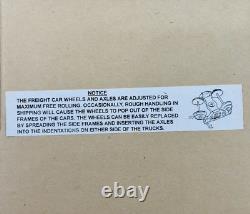 NOTICE
THE FREIGHT CAR WHEELS AND AXLES ARE ADJUSTED FOR
MAXIMUM FREE ROLLING. OCCASIONALLY, ROUGH HANDLING IN
SHIPPING WILL CAUSE THE WHEELS TO POP OUT OF THE SIDE
FRAMES OF THE CARS. THE WHEELS CAN BE EASILY REPLACED
BY SPREADING THE SIDE FRAMES AND INSERTING THE AXLES
INTO THE INDENTATIONS ON EITHER SIDE OF THE TRUCKS.